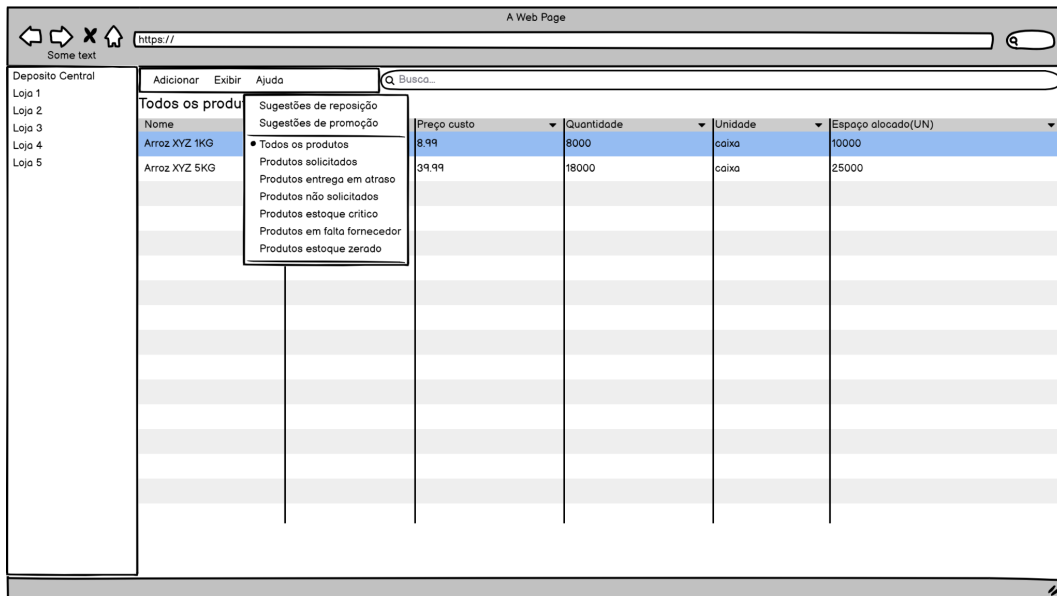 A Web Page
https://
Some text
Deposito Central
Loja 1
Loja 2
Loja 3
Loja 4
Loja 5
Adicionar Exibir Ajuda
Busca...
Todos os produ
Sugestões de reposição
Sugestões de promoção
Todos os produtos
Produtos solicitados
Produtos entrega em atraso
Produtos não solicitados
Produtos estoque critico
Produtos em falta fornecedor
Produtos estoque zerado
Nome Preço custo Quantidade Unidade Espaço alocado(UN)
Arroz XYZ 1KG 8.99 8000 caixa 10000
Arroz XYZ 5KG 39.99 18000 caixa 25000